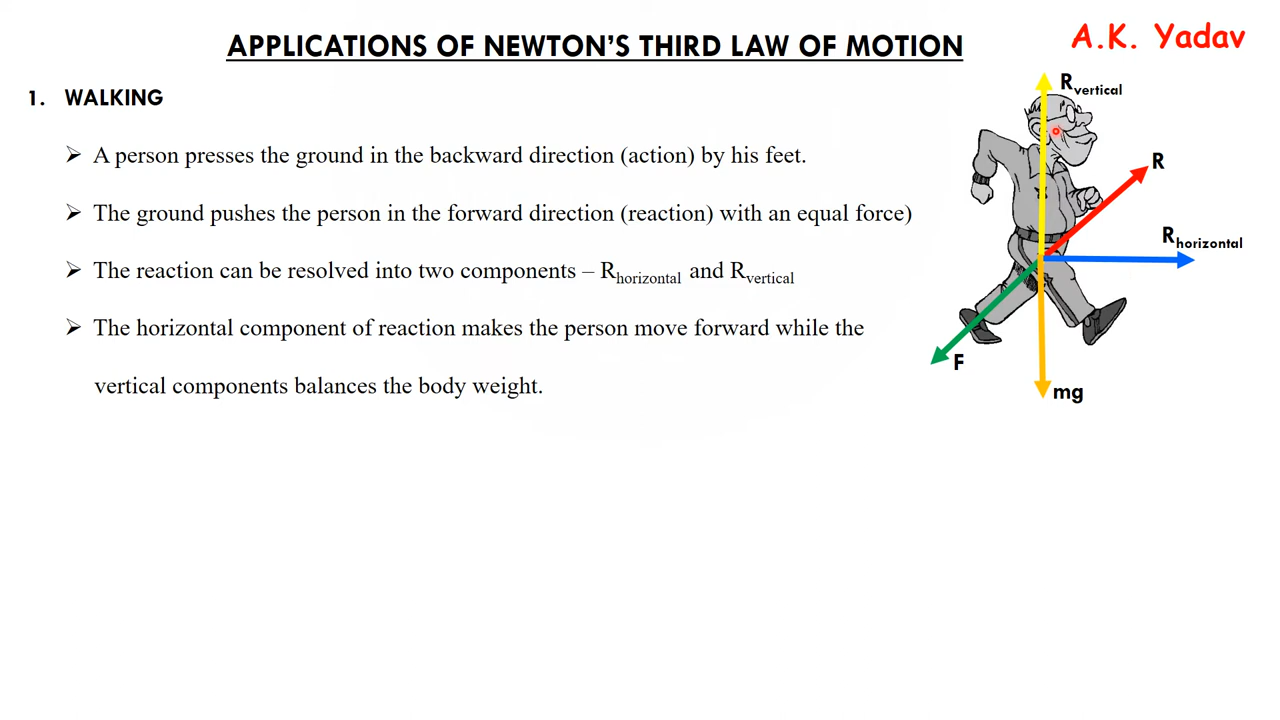 APPLICATIONS OF NEWTON'S THIRD LAW OF MOTION
A.K. Yadav
1. WALKING
➢ A person presses the ground in the backward direction (action) by his feet.
➢ The ground pushes the person in the forward direction (reaction) with an equal force)
➢ The reaction can be resolved into two components – Rhorizontal and Rvertical
➢ The horizontal component of reaction makes the person move forward while the
vertical components balances the body weight.
Rvertical
R
Rhorizontal
F
mg